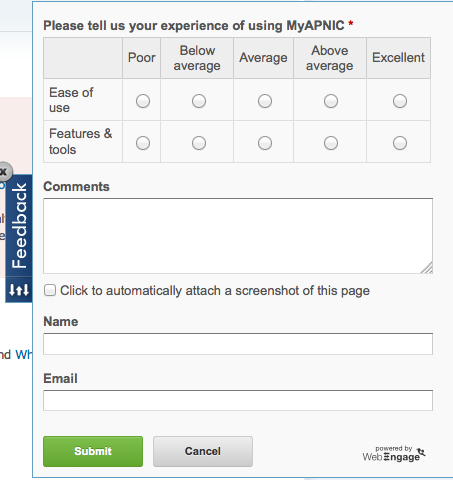 Please tell us your experience of using MyAPNIC *
Poor Below average Average Above average Excellent
Ease of use
Features & tools
Comments
x
Feedback
Click to automatically attach a screenshot of this page
Name
nd Wh
Email
Submit Cancel
powered by
WebEngage